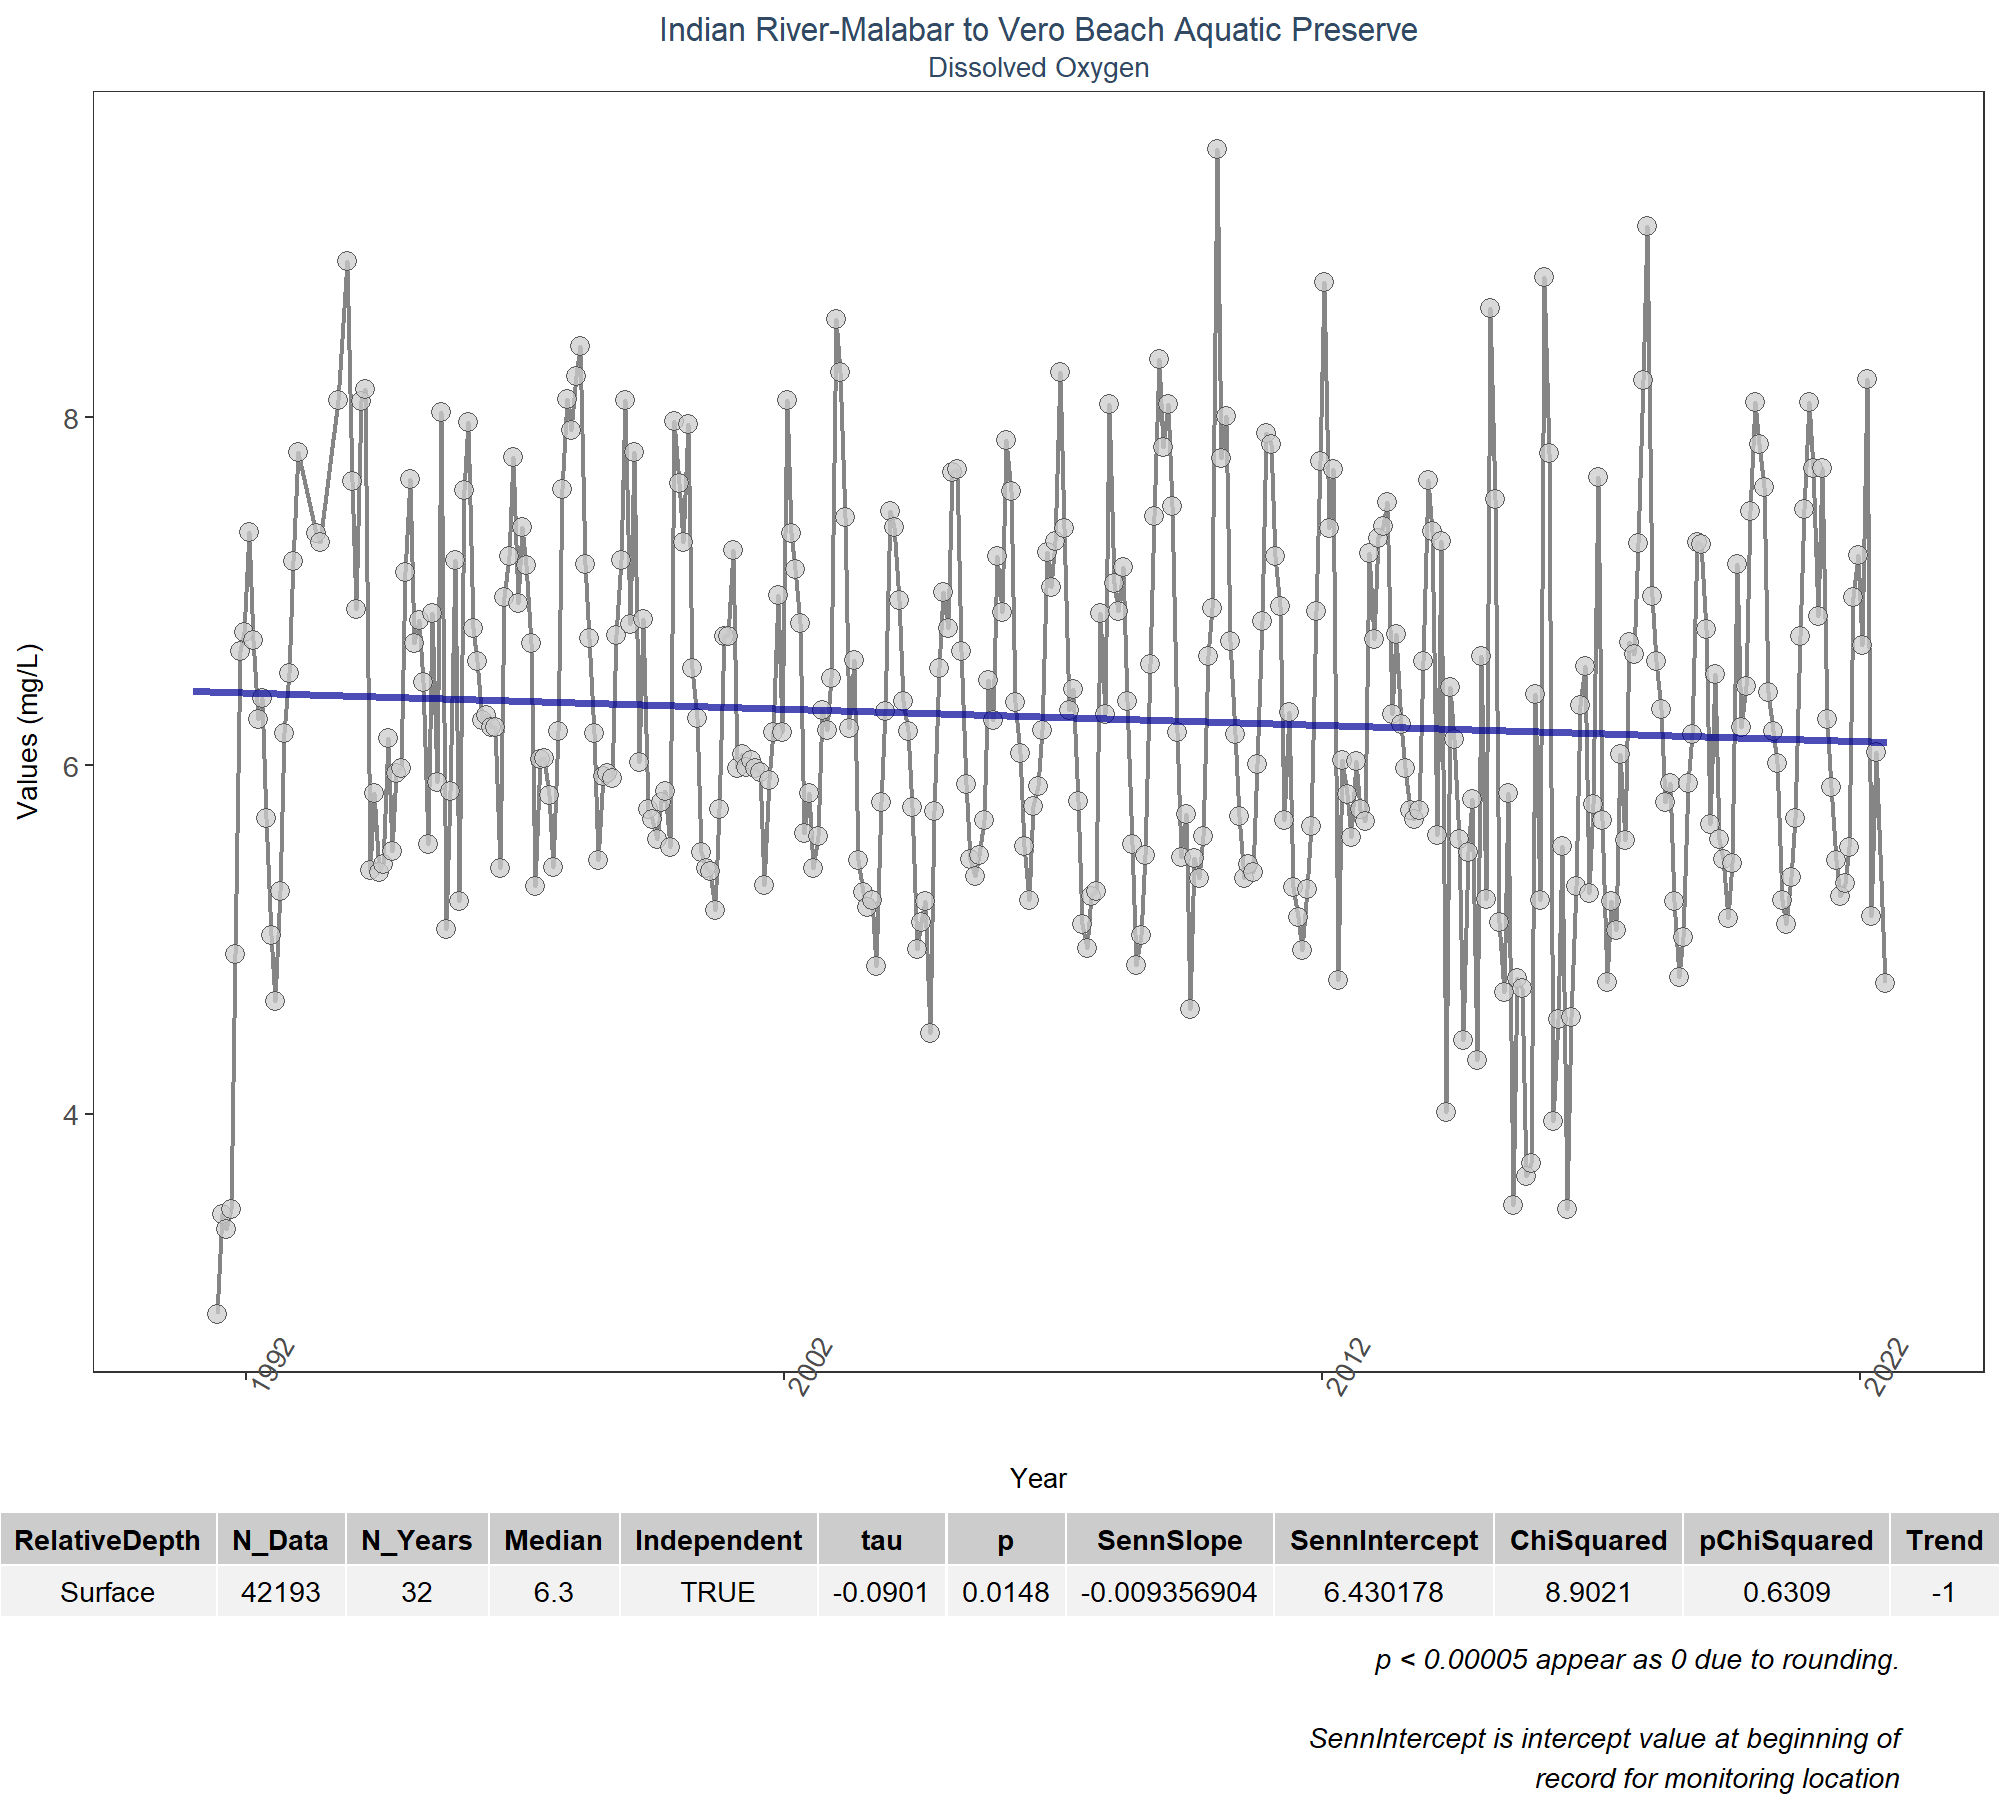 Indian River-Malabar to Vero Beach Aquatic Preserve
Dissolved Oxygen
Values (mg/L)
8
6
4
1992 2002 2012 2022
Year
RelativeDepth N_Data N_Years Median Independent tau p SennSlope SennIntercept ChiSquared pChiSquared Trend
Surface 42193 32 6.3 TRUE -0.0901 0.0148 -0.009356904 6.430178 8.9021 0.6309 -1
p < 0.00005 appear as 0 due to rounding.
SennIntercept is intercept value at beginning of
record for monitoring location